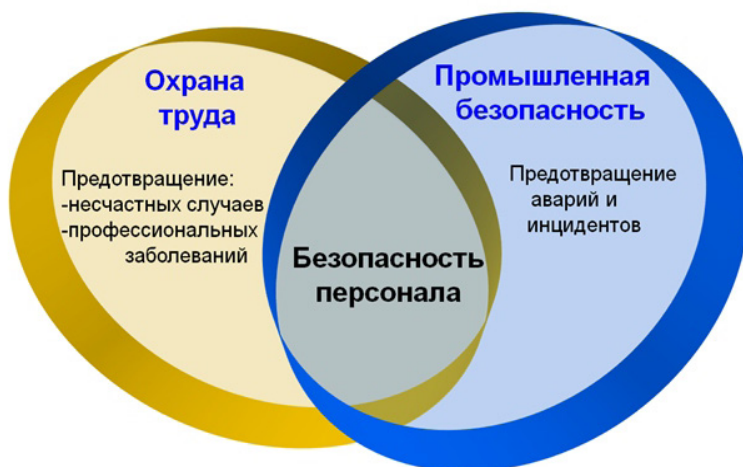 Охрана
труда
Предотвращение:
-несчастных случаев
-профессиональных
заболеваний
Безопасность
персонала
Промышленная
безопасность
Предотвращение
аварий и
инцидентов